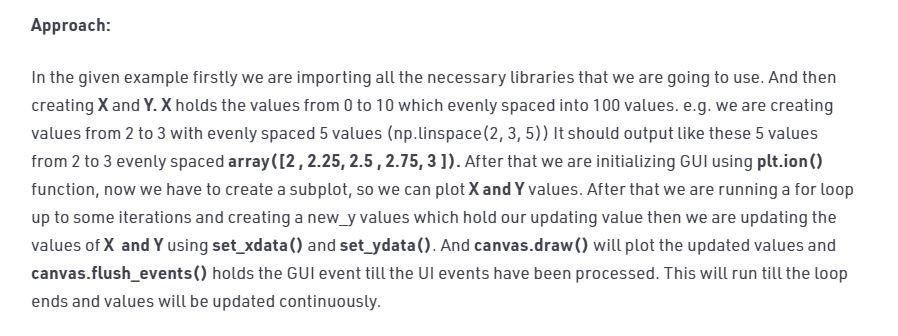 Approach:
In the given example firstly we are importing all the necessary libraries that we are going to use. And then
creating X and Y. X holds the values from 0 to 10 which evenly spaced into 100 values. e.g. we are creating
values from 2 to 3 with evenly spaced 5 values (np.linspace(2, 3, 5)) It should output like these 5 values
from 2 to 3 evenly spaced array([2 , 2.25, 2.5 , 2.75, 3 ]). After that we are initializing GUI using plt.ion()
function, now we have to create a subplot, so we can plot X and Y values. After that we are running a for loop
up to some iterations and creating a new_y values which hold our updating value then we are updating the
values of X  and Y using set_xdata() and set_ydata(). And canvas.draw() will plot the updated values and
canvas.flush_events() holds the GUI event till the UI events have been processed. This will run till the loop
ends and values will be updated continuously.